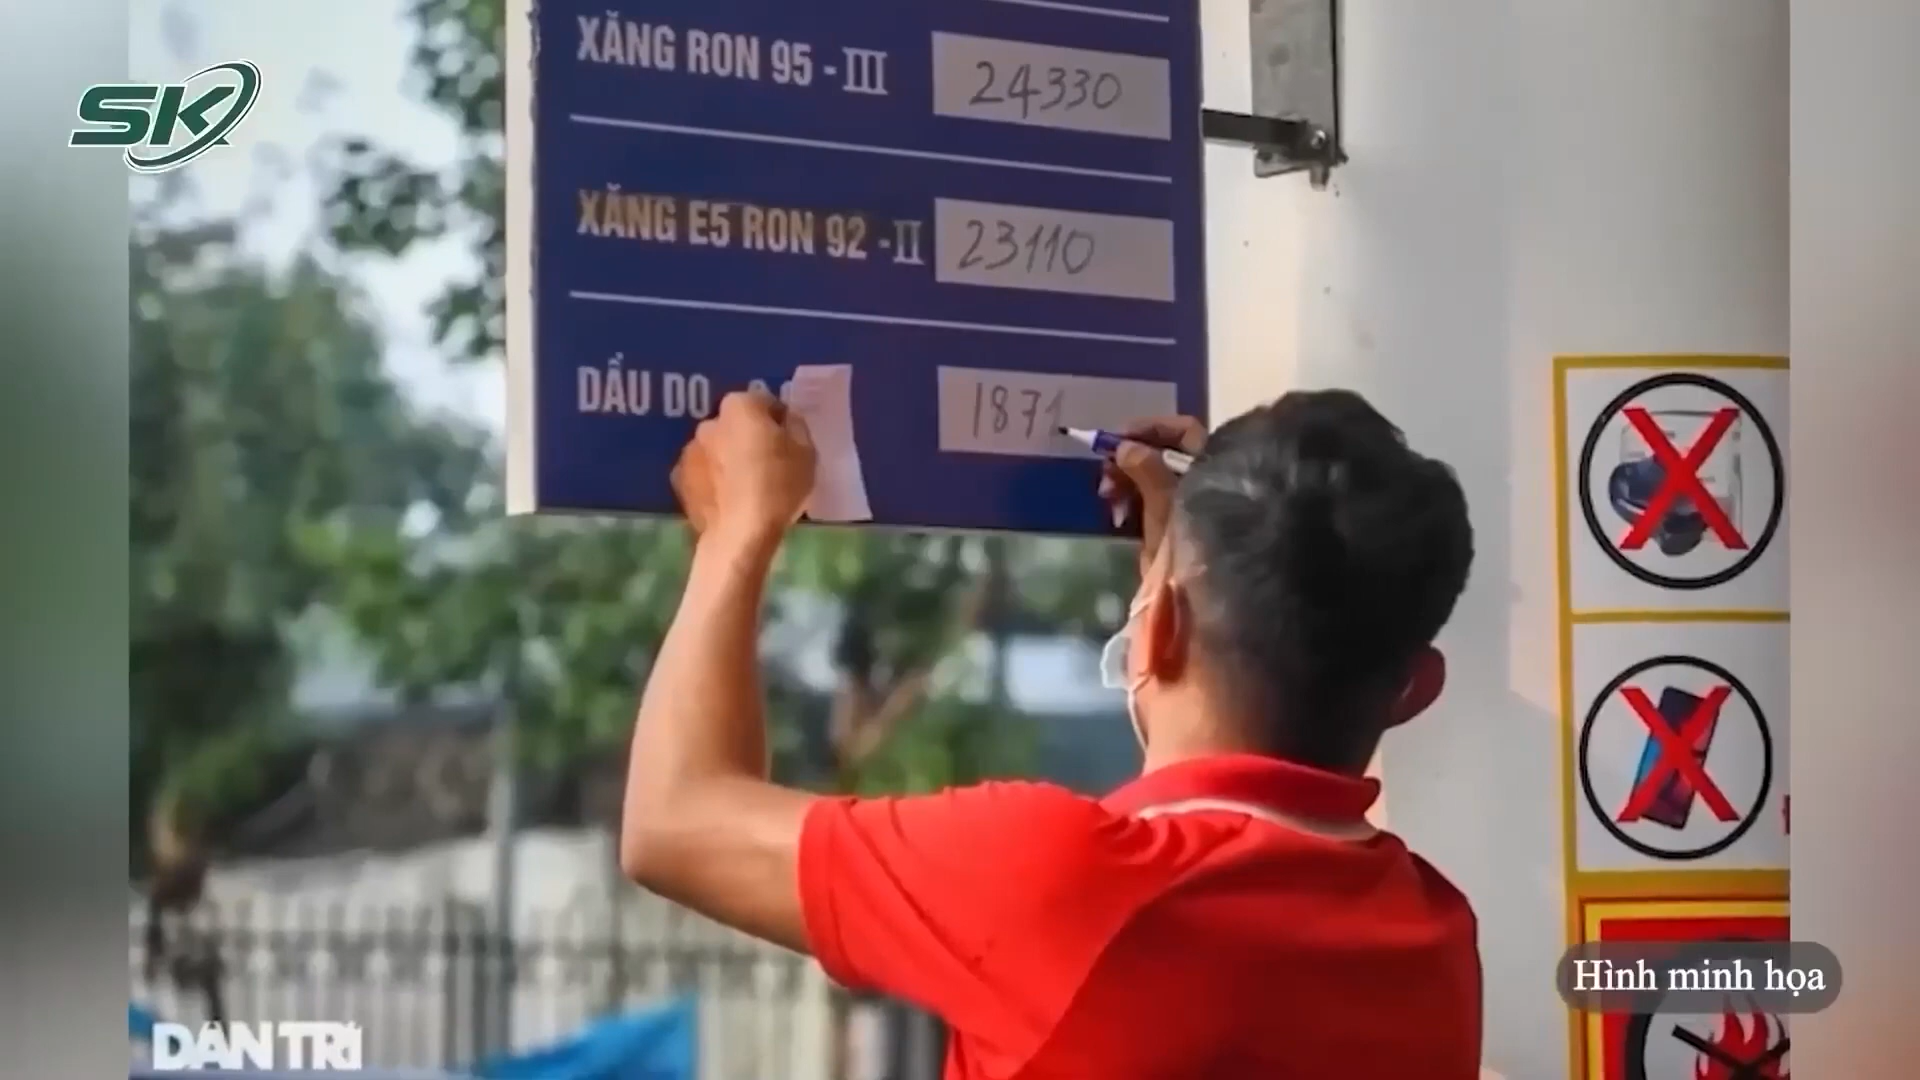 SK
XĂNG RON 95 - III 24330
XĂNG E5 RON 92 - II 23110
DẦU DO 1871
Hình minh họa
DÂN TRÍ